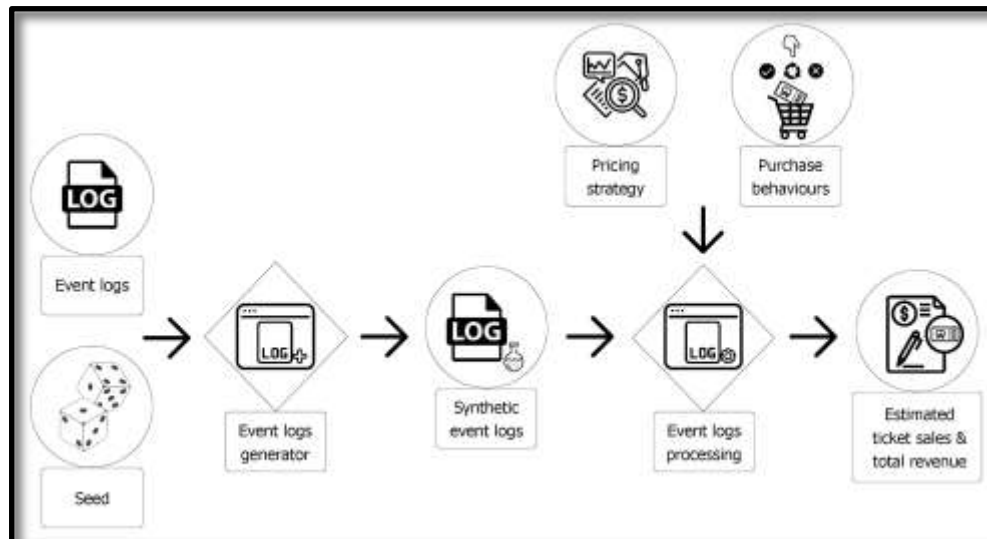 Pricing
strategy
Purchase
behaviours
LOG
Event logs
LOG
Event logs
generator
LOG
Synthetic
event logs
LOG
Event logs
processing
Estimated
ticket sales &
total revenue
Seed